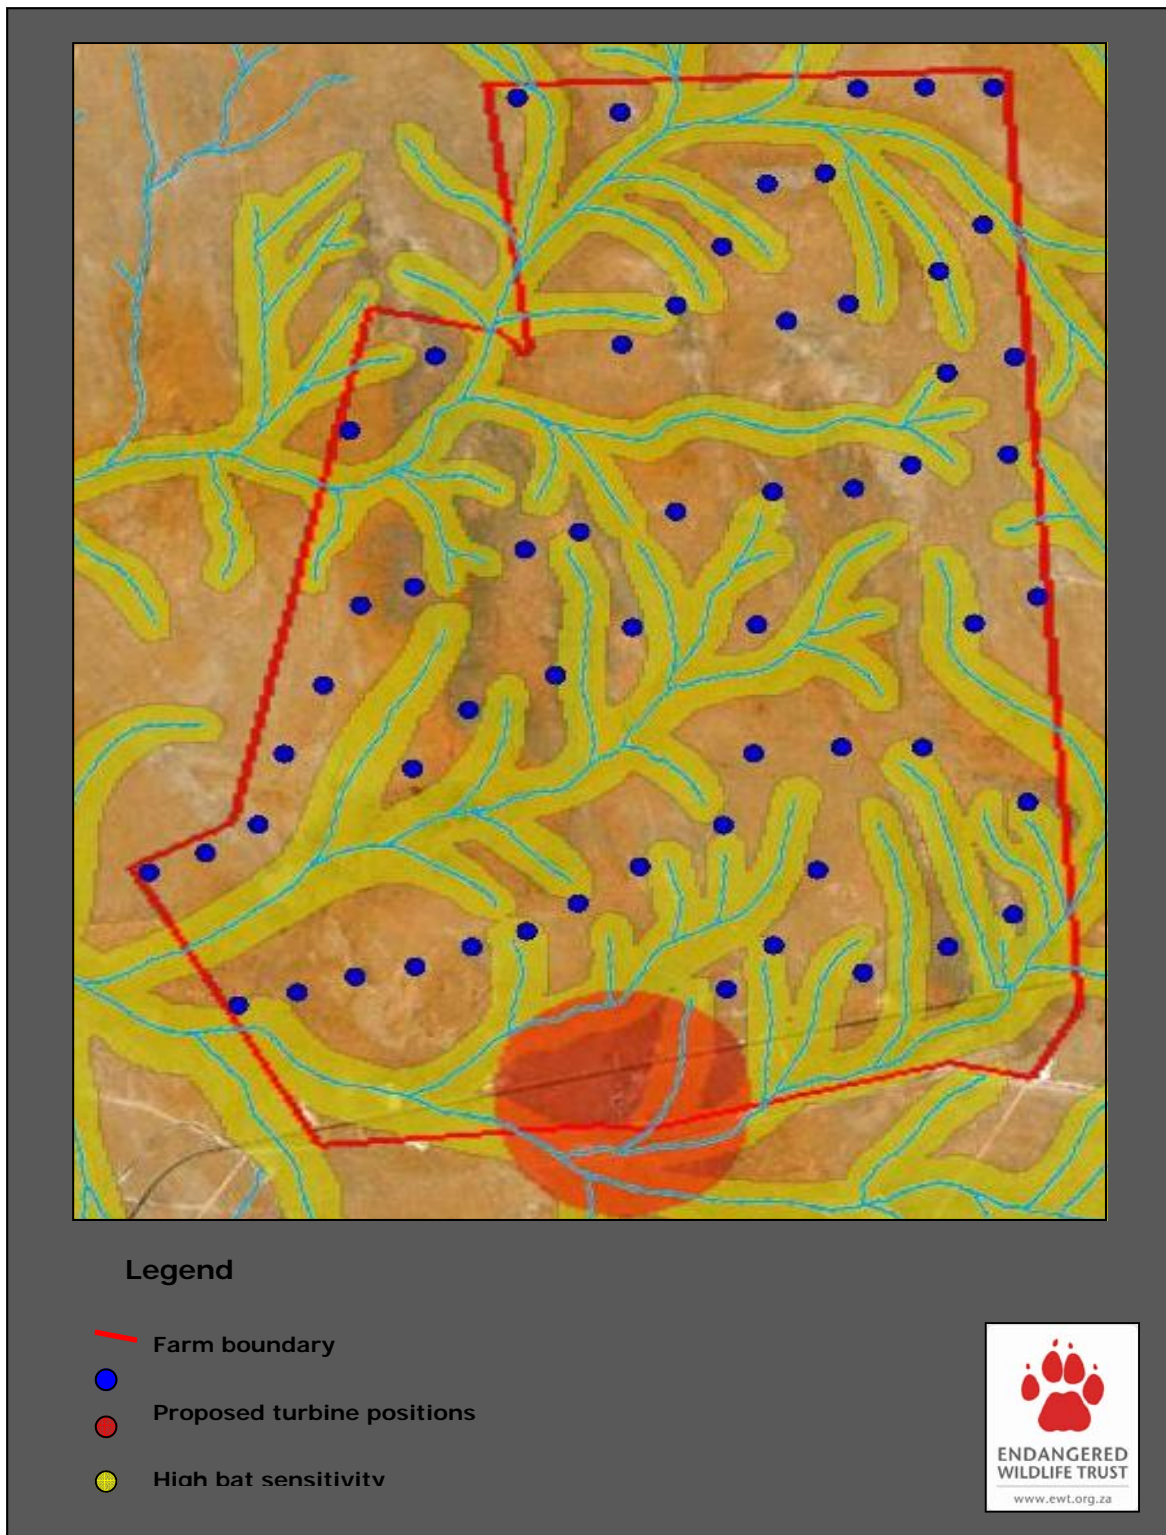 Legend
Farm boundary
Proposed turbine positions
High bat sensitivity
ENDANGERED
WILDLIFE TRUST
www.ewt.org.za